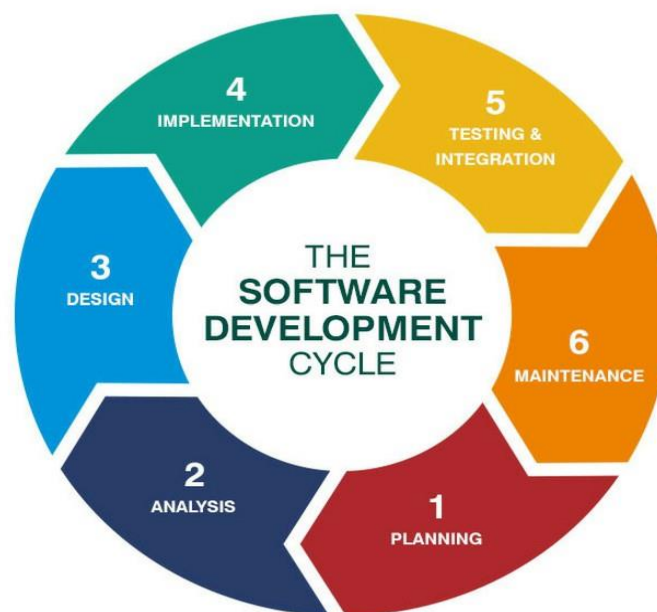 THE
SOFTWARE
DEVELOPMENT
CYCLE
1
PLANNING
2
ANALYSIS
3
DESIGN
4
IMPLEMENTATION
5
TESTING &
INTEGRATION
6
MAINTENANCE